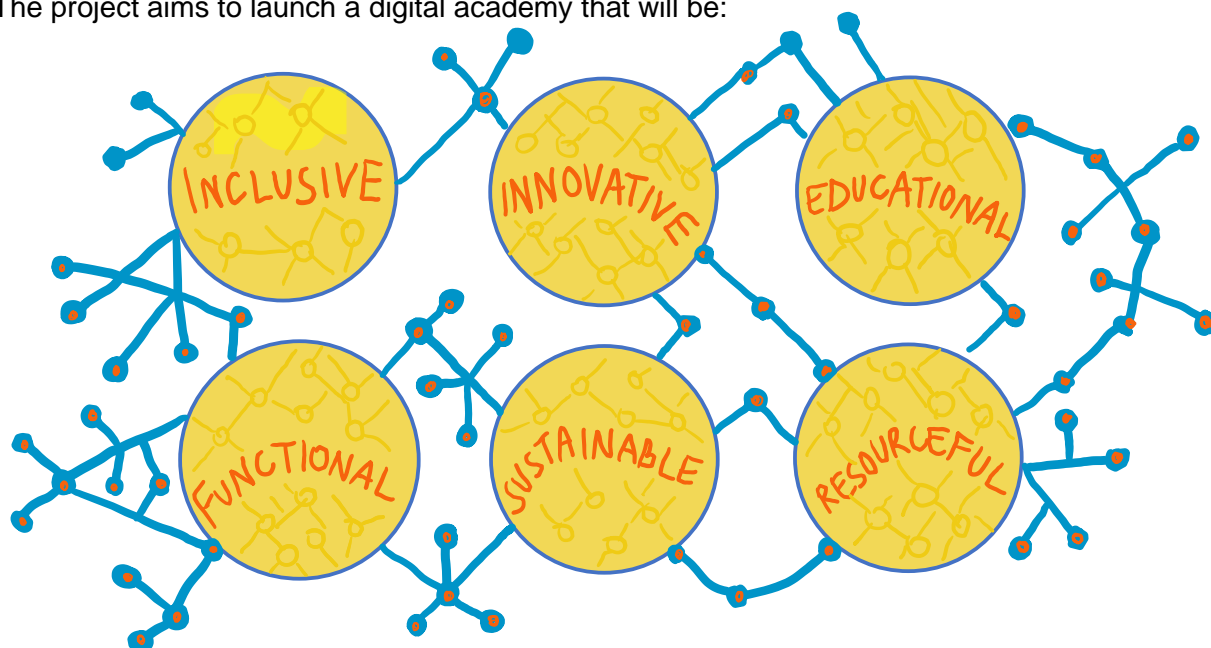 The project aims to launch a digital academy that will be:
INCLUSIVE
INNOVATIVE
EDUCATIONAL
FUNCTIONAL
SUSTAINABLE
RESOURCEFUL